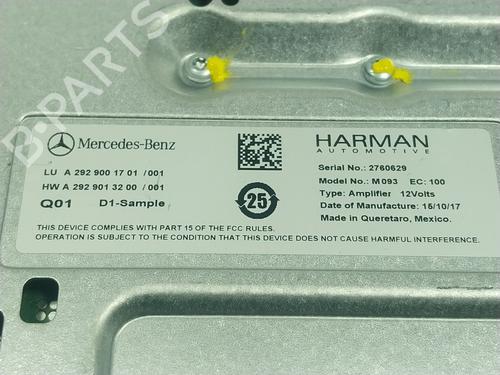 B-PARTS
Mercedes-Benz
LU A 292 900 17 01 / 001
HW A 292 901 32 00 / 001
Q01 D1-Sample
25
HARMAN
AUTOMOTIVE
Serial No.: 2760629
Model No.: M093 EC: 100
Type: Amplifier 12Volts
Date of Manufacture: 15/10/17
Made in Queretaro, Mexico.
THIS DEVICE COMPLIES WITH PART 15 OF THE FCC RULES.
OPERATION IS SUBJECT TO THE CONDITION THAT THIS DEVICE DOES NOT CAUSE HARMFUL INTERFERENCE.